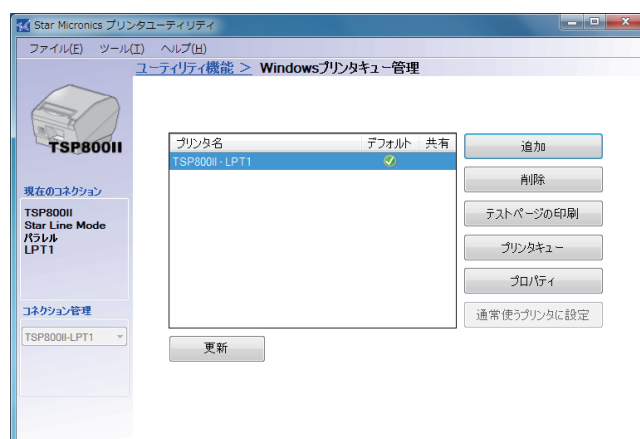 Star Micronics プリンタユーティリティ
ファイル(F) ツール(T) ヘルプ(H)
ユーティリティ機能 > Windowsプリンタキュー管理
TSP800II
現在のコネクション
TSP800II
Star Line Mode
パラレル
LPT1
コネクション管理
TSP800II-LPT1
プリンタ名 デフォルト 共有
TSP800II - LPT1
更新
追加
削除
テストページの印刷
プリンタキュー
プロパティ
通常使うプリンタに設定